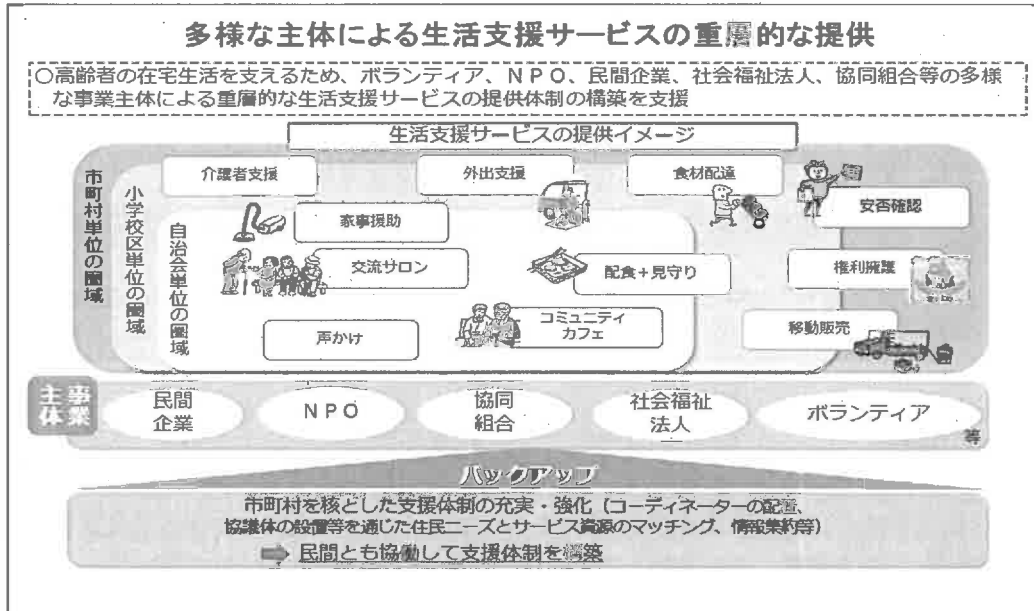 多様な主体による生活支援サービスの重層的な提供
○高齢者の在宅生活を支えるため、ボランティア、NPO、民間企業、社会福祉法人、協同組合等の多様
な事業主体による重層的な生活支援サービスの提供体制の構築を支援
生活支援サービスの提供イメージ
市町村単位の圏域
小学校区単位の圏域
自治会単位の圏域
介護者支援
外出支援
食材配達
安否確認
家事援助
交流サロン
配食+見守り
権利擁護
声かけ
コミュニティ
カフェ
移動販売
事業
主体
民間
企業
NPO
協同
組合
社会福祉
法人
ボランティア
等
バックアップ
市町村を核とした支援体制の充実・強化(コーディネーターの配置、
協議体の設置等を通じた住民ニーズとサービス資源のマッチング、情報集約等)
⇒ 民間とも協働して支援体制を構築